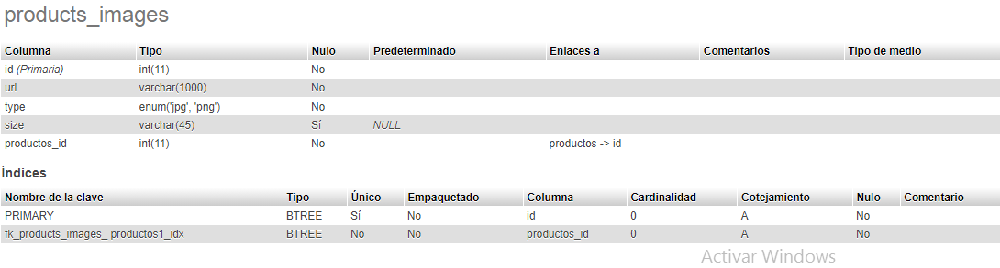 products_images
Columna Tipo Nulo Predeterminado Enlaces a Comentarios Tipo de medio
id (Primaria) int(11) No
url varchar(1000) No
type enum('jpg', 'png') No
size varchar(45) Sí NULL
productos_id int(11) No productos -> id
Índices
Nombre de la clave Tipo Único Empaquetado Columna Cardinalidad Cotejamiento Nulo Comentario
PRIMARY BTREE Sí No id 0 A No
fk_products_images_ productos1_idx BTREE No No productos_id 0 A No
Activar Windows